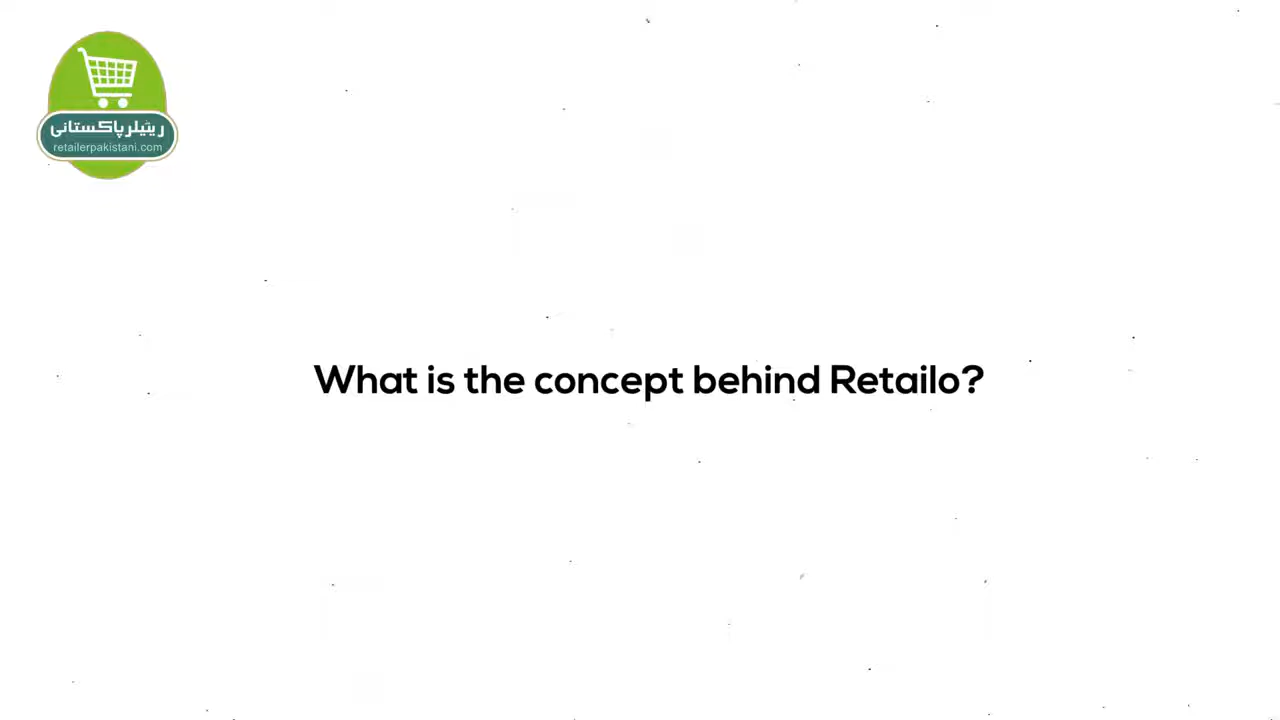 ریٹیلر پاکستانی
retailerpakistani.com
What is the concept behind Retailo?